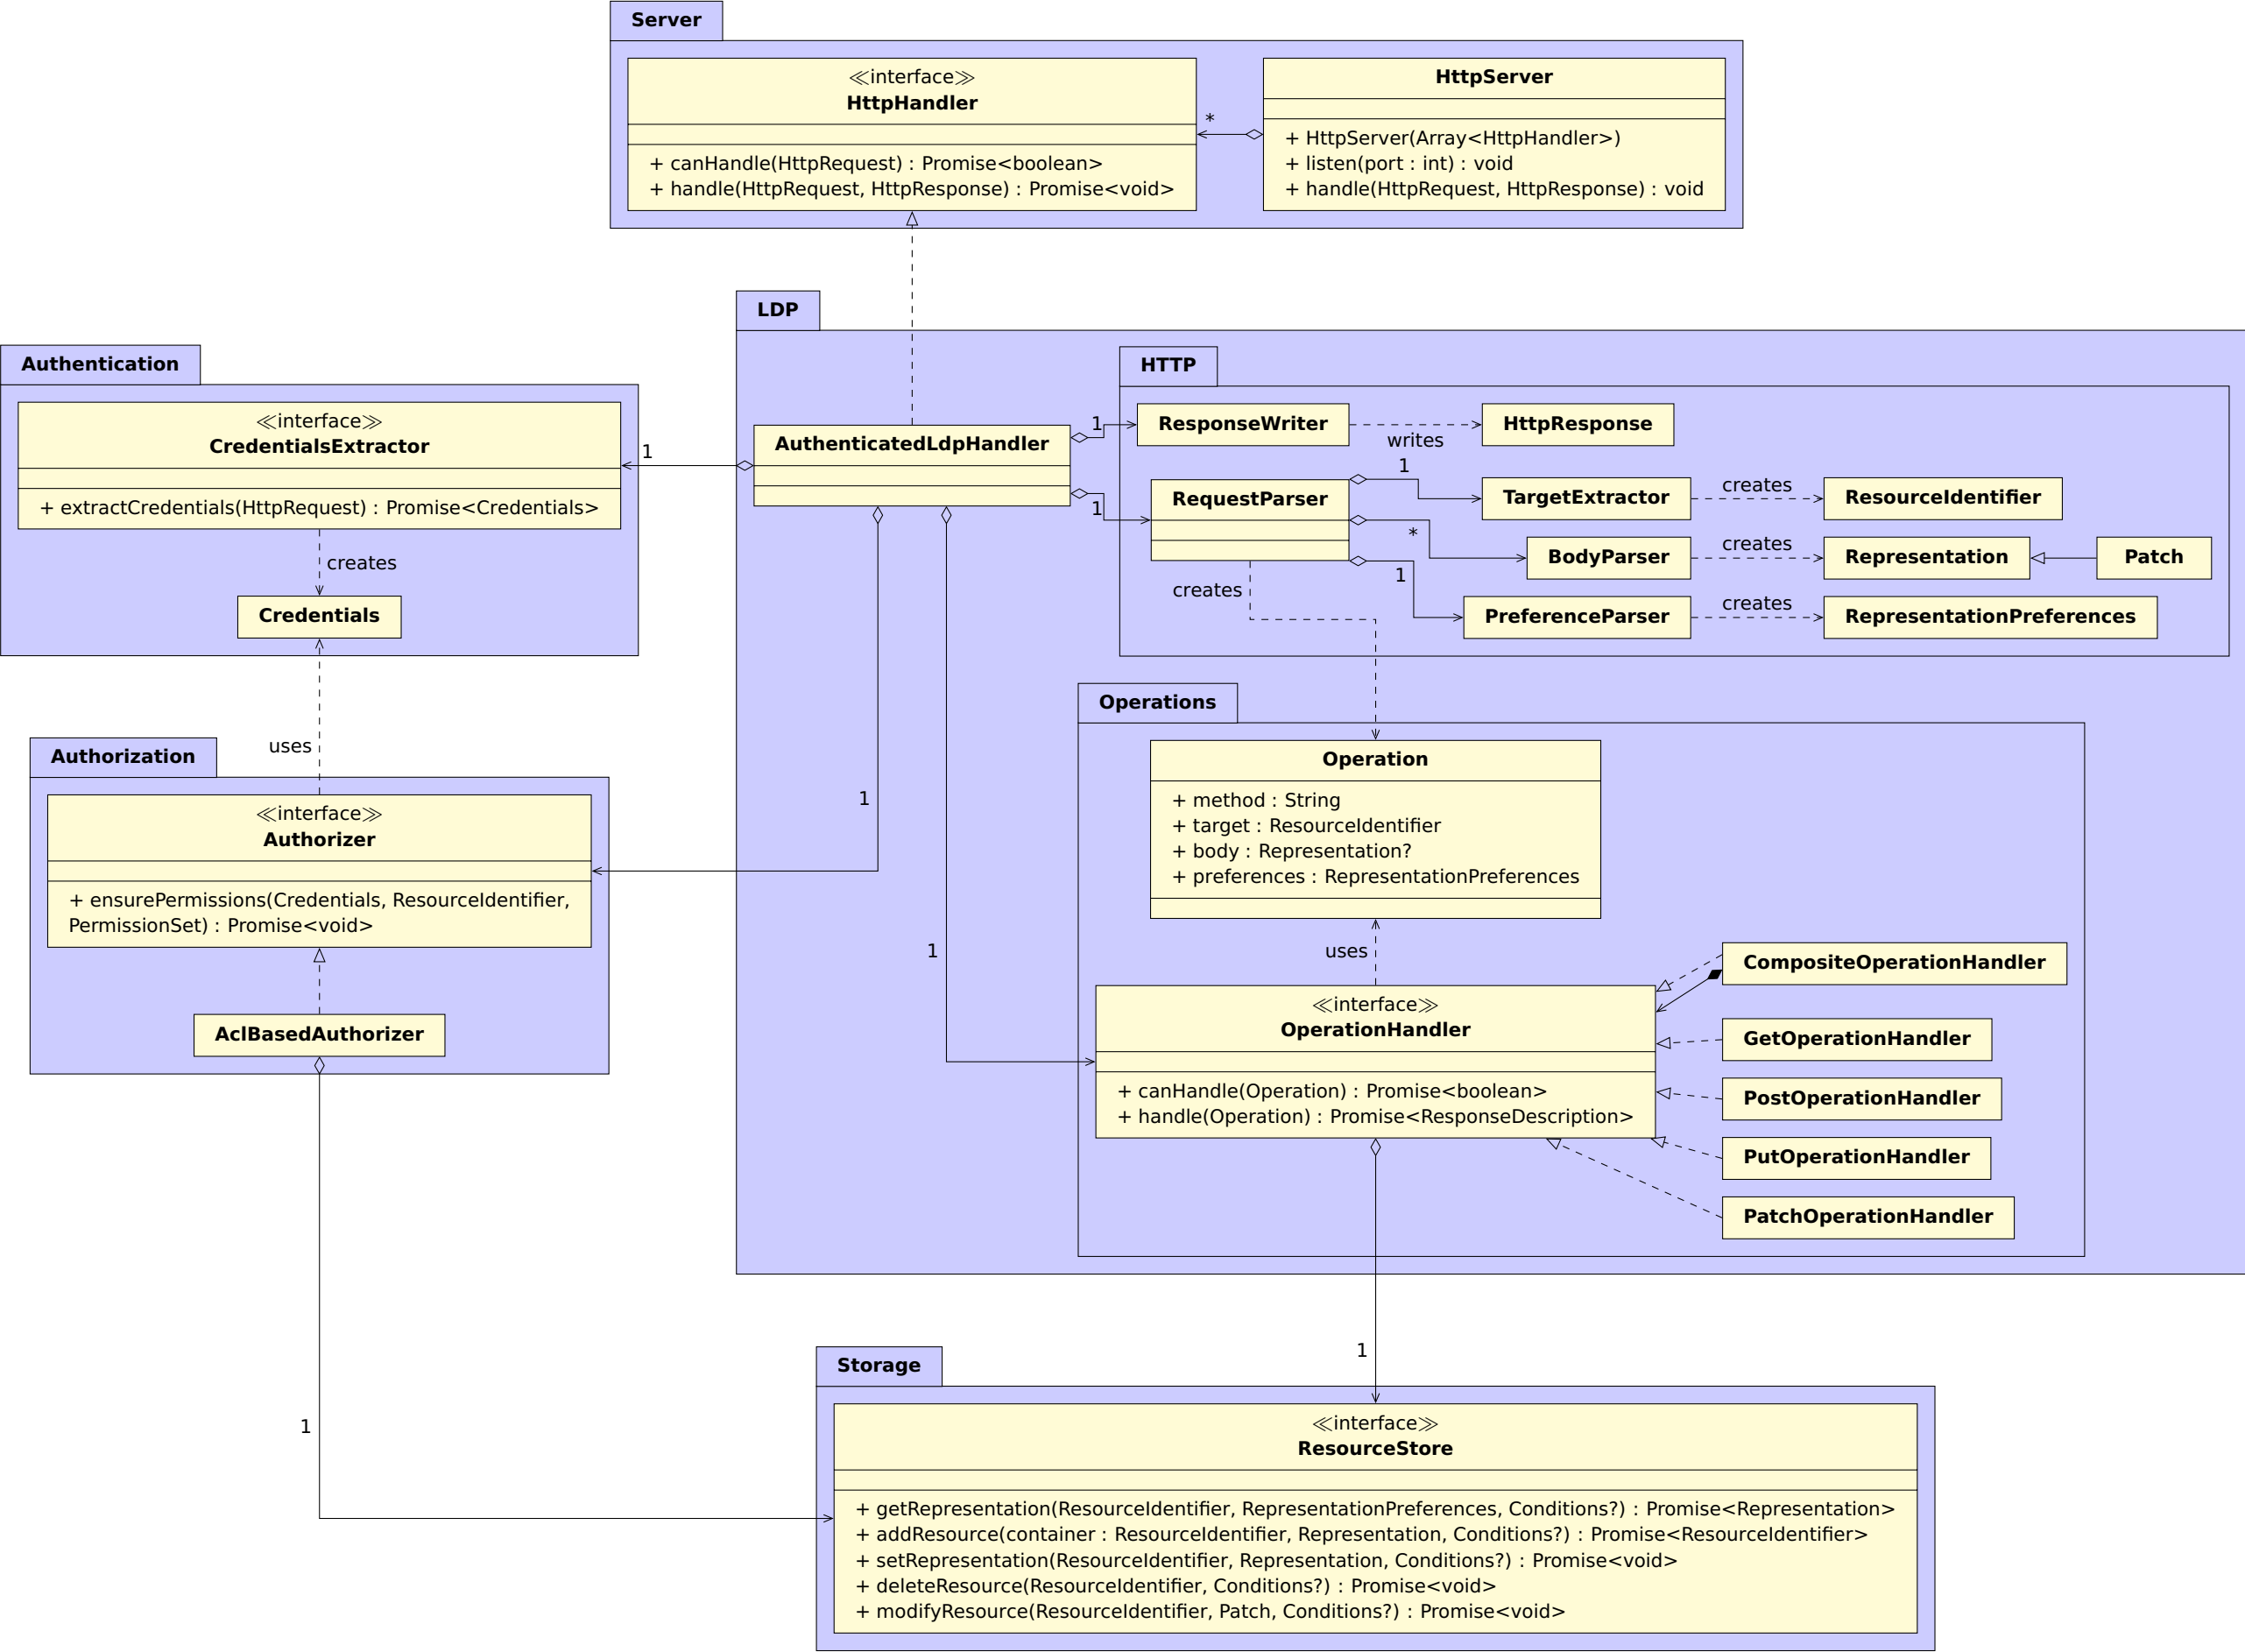 Server
≪interface≫
HttpHandler
+ canHandle(HttpRequest) : Promise<boolean>
+ handle(HttpRequest, HttpResponse) : Promise<void>
*
HttpServer
+ HttpServer(Array<HttpHandler>)
+ listen(port : int) : void
+ handle(HttpRequest, HttpResponse) : void
LDP
Authentication
≪interface≫
CredentialsExtractor
+ extractCredentials(HttpRequest) : Promise<Credentials>
creates
Credentials
1
AuthenticatedLdpHandler
HTTP
1
ResponseWriter
writes
HttpResponse
1
RequestParser
1
TargetExtractor
creates
ResourceIdentifier
*
BodyParser
creates
Representation
Patch
1
PreferenceParser
creates
RepresentationPreferences
creates
uses
Authorization
≪interface≫
Authorizer
+ ensurePermissions(Credentials, ResourceIdentifier,
PermissionSet) : Promise<void>
AclBasedAuthorizer
1
1
Operations
Operation
+ method : String
+ target : ResourceIdentifier
+ body : Representation?
+ preferences : RepresentationPreferences
uses
≪interface≫
OperationHandler
+ canHandle(Operation) : Promise<boolean>
+ handle(Operation) : Promise<ResponseDescription>
CompositeOperationHandler
GetOperationHandler
PostOperationHandler
PutOperationHandler
PatchOperationHandler
1
1
Storage
≪interface≫
ResourceStore
+ getRepresentation(ResourceIdentifier, RepresentationPreferences, Conditions?) : Promise<Representation>
+ addResource(container : ResourceIdentifier, Representation, Conditions?) : Promise<ResourceIdentifier>
+ setRepresentation(ResourceIdentifier, Representation, Conditions?) : Promise<void>
+ deleteResource(ResourceIdentifier, Conditions?) : Promise<void>
+ modifyResource(ResourceIdentifier, Patch, Conditions?) : Promise<void>